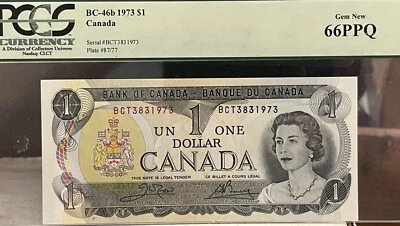 PCGS
CURRENCY
A Division of Collectors Universe
Nasdaq: CLCT
BC-46b 1973 $1
Canada
Serial#BCT3831973
Plate #87/77
Gem New
66PPQ
BANK OF CANADA - BANQUE DU CANADA
1
1
BCT3831973
1
BCT3831973
UN
ONE
DOLLAR
CANADA
THIS NOTE IS LEGAL TENDER
CE BILLET A COURS LEGAL
1
1